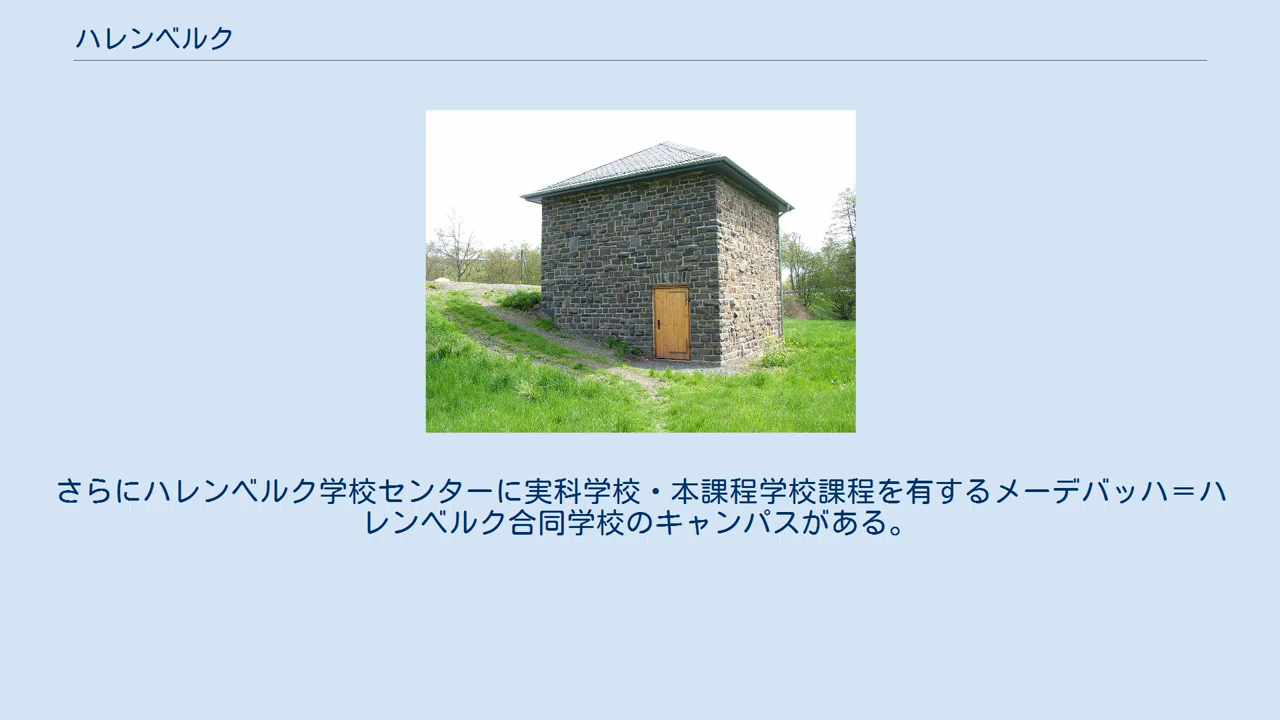 ハレンベルク
さらにハレンベルク学校センターに実科学校・本課程学校課程を有するメーデバッハ＝ハ
レンベルク合同学校のキャンパスがある。